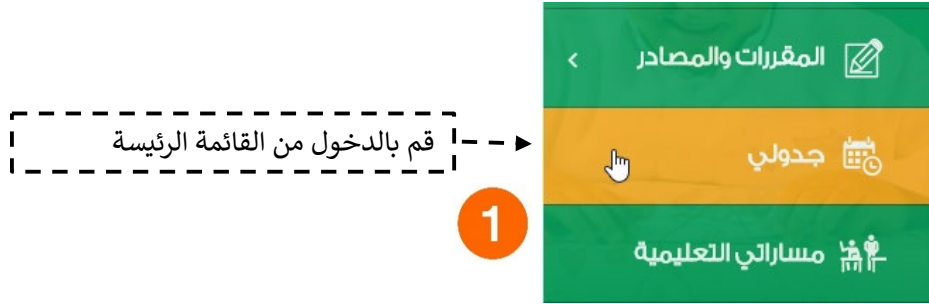 المقررات والمصادر
قم بالدخول من القائمة الرئيسة
جدولي
1
مساراتي التعليمية